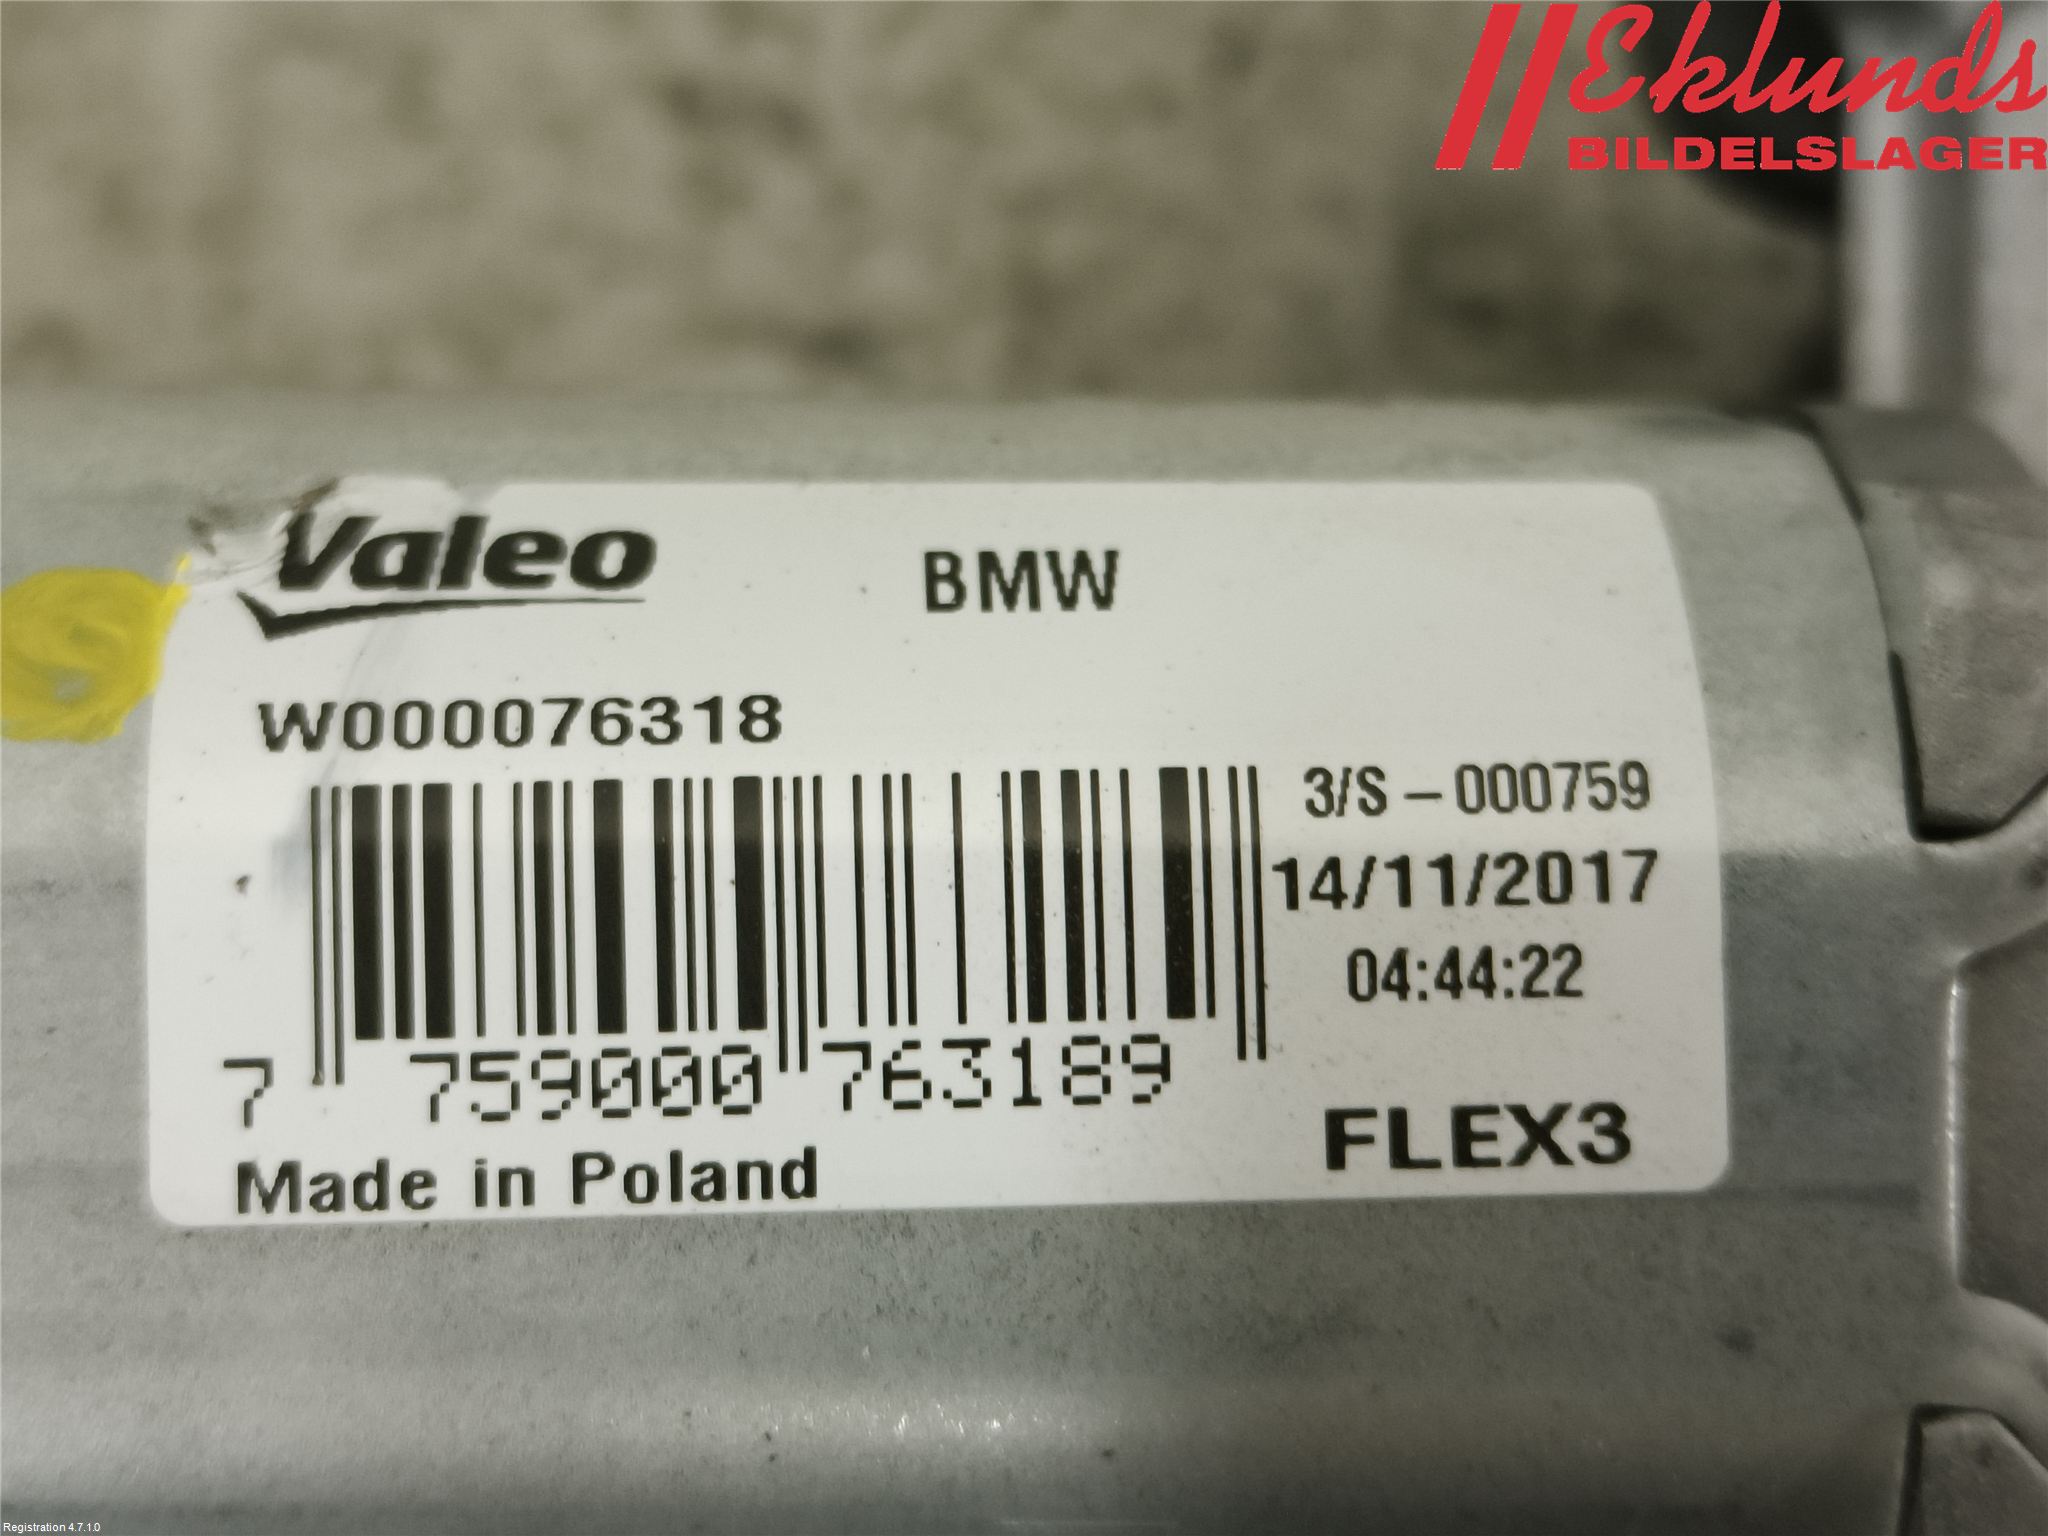 Eklunds
BILDELSLAGER
Valeo
BMW
W000076318
3/S-000759
14/11/2017
04:44:22
7 759000 763189
FLEX3
Made in Poland
Registration 4.7.1.0